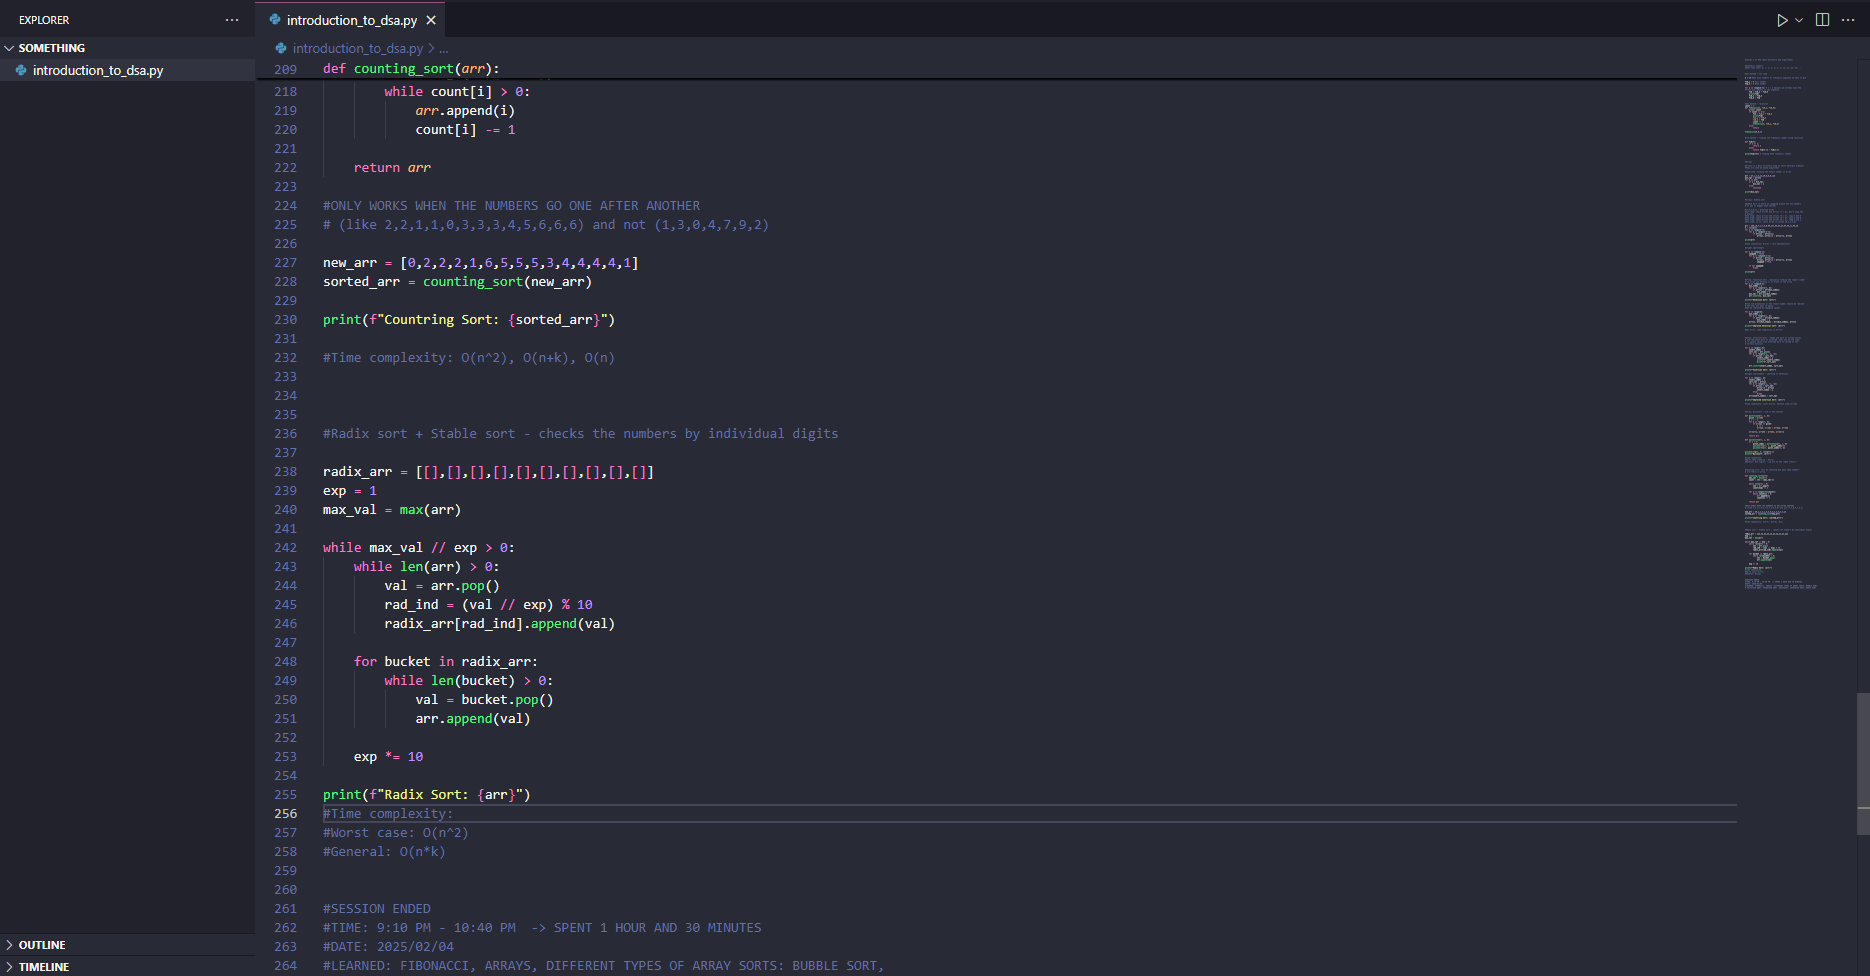 EXPLORER
SOMETHING
introduction_to_dsa.py
OUTLINE
TIMELINE
introduction_to_dsa.py
introduction_to_dsa.py > ...
209 def counting_sort(arr):
218 while count[i] > 0:
219 arr.append(i)
220 count[i] -= 1
221
222 return arr
223
224 #ONLY WORKS WHEN THE NUMBERS GO ONE AFTER ANOTHER
225 # (like 2,2,1,1,0,3,3,3,4,5,6,6,6) and not (1,3,0,4,7,9,2)
226
227 new_arr = [0,2,2,2,1,6,5,5,5,3,4,4,4,4,1]
228 sorted_arr = counting_sort(new_arr)
229
230 print(f"Countring Sort: {sorted_arr}")
231
232 #Time complexity: O(n^2), O(n+k), O(n)
233
234
235
236 #Radix sort + Stable sort - checks the numbers by individual digits
237
238 radix_arr = [[],[],[],[],[],[],[],[],[],[]]
239 exp = 1
240 max_val = max(arr)
241
242 while max_val // exp > 0:
243 while len(arr) > 0:
244 val = arr.pop()
245 rad_ind = (val // exp) % 10
246 radix_arr[rad_ind].append(val)
247
248 for bucket in radix_arr:
249 while len(bucket) > 0:
250 val = bucket.pop()
251 arr.append(val)
252
253 exp *= 10
254
255 print(f"Radix Sort: {arr}")
256 #Time complexity:
257 #Worst case: O(n^2)
258 #General: O(n*k)
259
260
261 #SESSION ENDED
262 #TIME: 9:10 PM - 10:40 PM -> SPENT 1 HOUR AND 30 MINUTES
263 #DATE: 2025/02/04
264 #LEARNED: FIBONACCI, ARRAYS, DIFFERENT TYPES OF ARRAY SORTS: BUBBLE SORT,